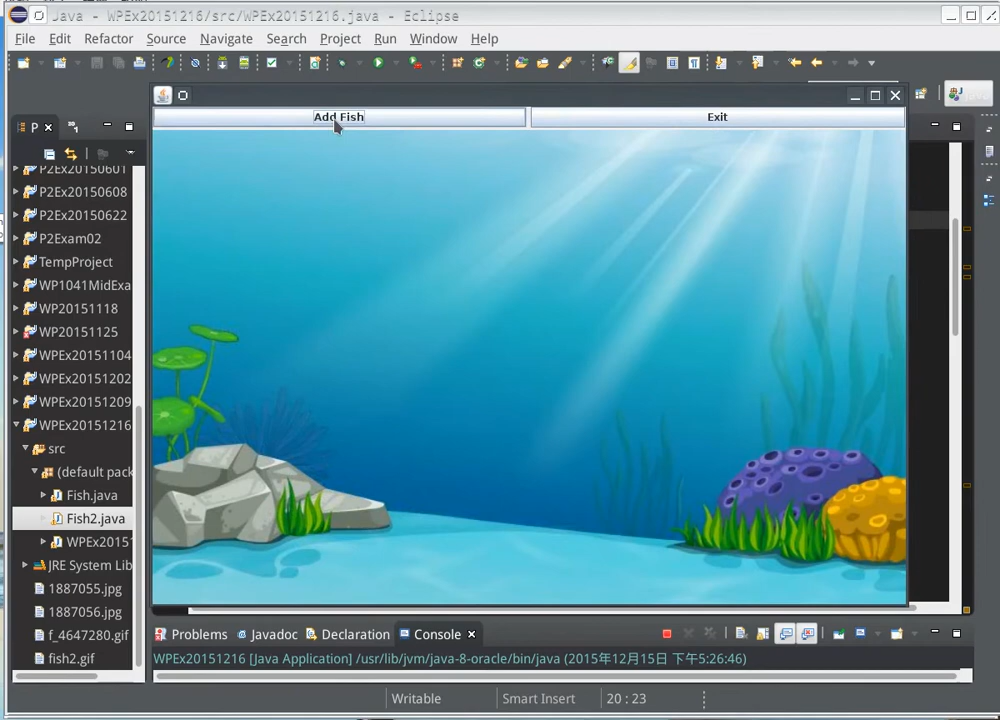 Java - WPEx20151216/src/WPEx20151216.java - Eclipse
File Edit Refactor Source Navigate Search Project Run Window Help
Add Fish Exit
P
P2Ex20150601
P2Ex20150608
P2Ex20150622
P2Exam02
TempProject
WP1041MidExa
WP20151118
WP20151125
WPEx20151104
WPEx20151202
WPEx20151209
WPEx20151216
src
(default pack
Fish.java
Fish2.java
WPEx2015
JRE System Lib
1887055.jpg
1887056.jpg
f_4647280.gif
fish2.gif
Problems @ Javadoc Declaration Console
WPEx20151216 [Java Application] /usr/lib/jvm/java-8-oracle/bin/java (2015年12月15日 下午5:26:46)
Writable Smart Insert 20 : 23